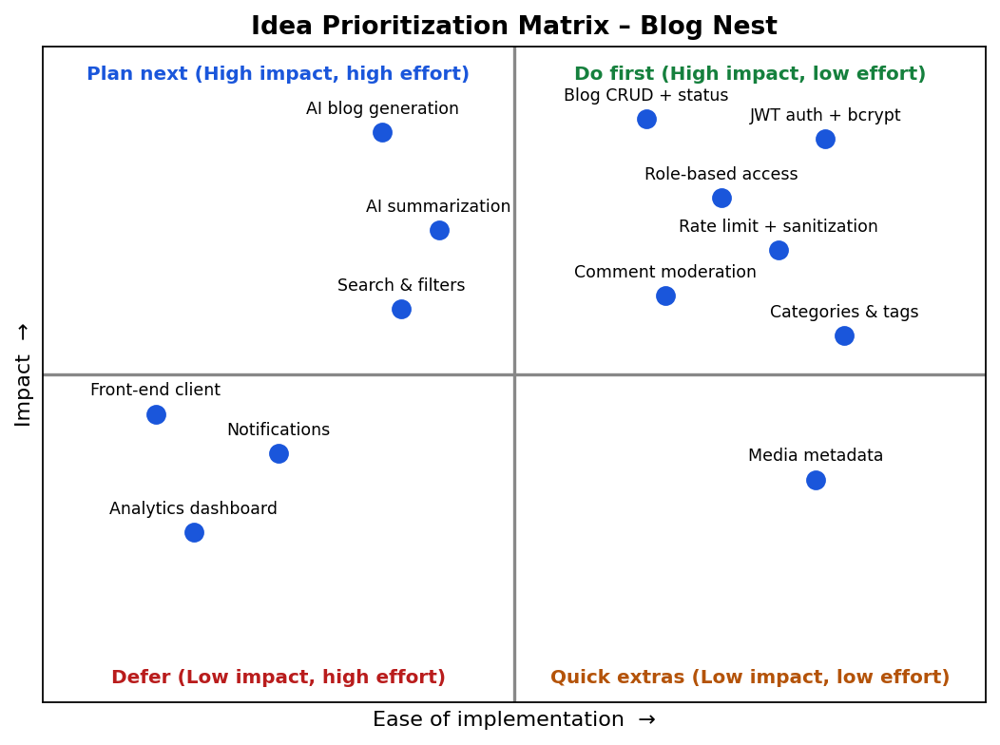 Idea Prioritization Matrix – Blog Nest
Plan next (High impact, high effort)
Do first (High impact, low effort)
AI blog generation
Blog CRUD + status
JWT auth + bcrypt
Role-based access
AI summarization
Rate limit + sanitization
Comment moderation
Search & filters
Categories & tags
Impact →
Front-end client
Notifications
Media metadata
Analytics dashboard
Defer (Low impact, high effort)
Quick extras (Low impact, low effort)
Ease of implementation →